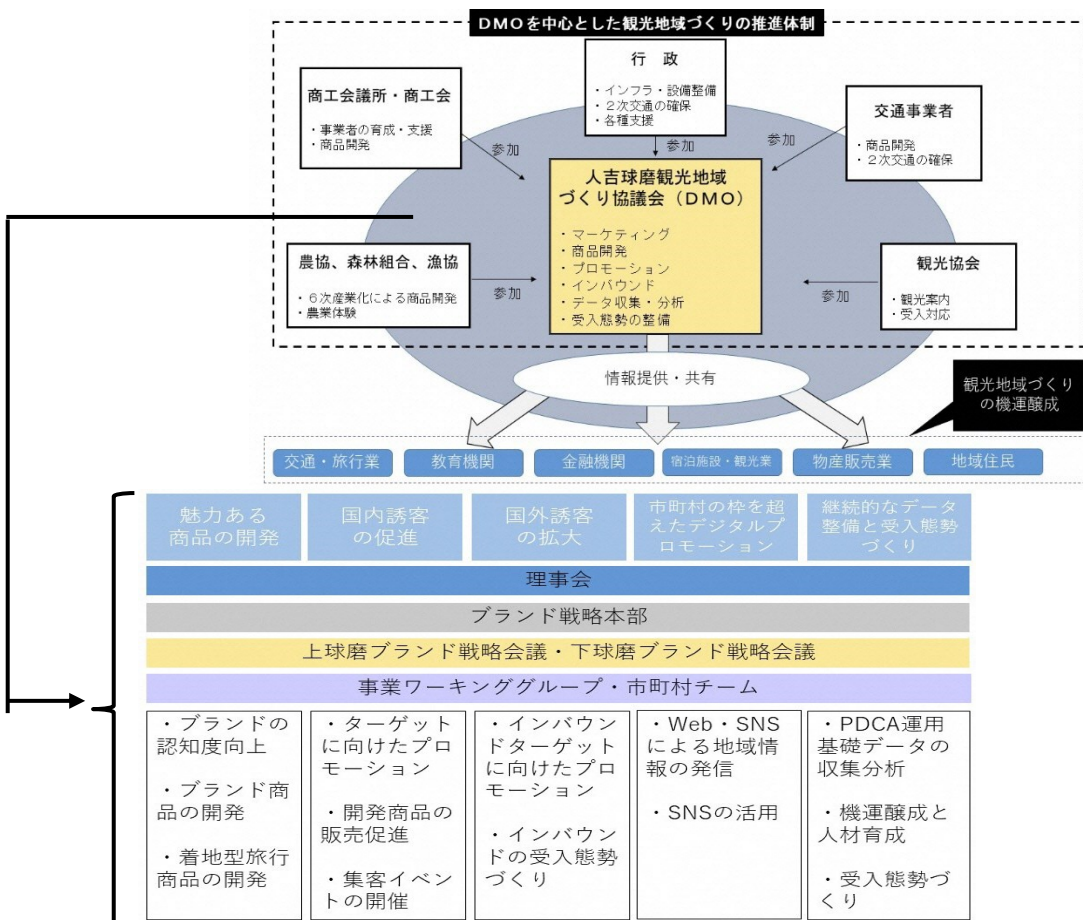 DMOを中心とした観光地域づくりの推進体制
行　政
・インフラ・設備整備
・２次交通の確保
・各種支援
商工会議所・商工会
・事業者の育成・支援
・商品開発
交通事業者
・商品開発
・２次交通の確保
参加
参加
参加
人吉球磨観光地域
づくり協議会（DMO）
・マーケティング
・商品開発
・プロモーション
・インバウンド
・データ収集・分析
・受入態勢の整備
農協、森林組合、漁協
・６次産業化による商品開発
・農業体験
参加
参加
観光協会
・観光案内
・受入対応
情報提供・共有
観光地域づくり
の機運醸成
交通・旅行業
教育機関
金融機関
宿泊施設・観光業
物産販売業
地域住民
魅力ある
商品の開発
国内誘客
の促進
国外誘客
の拡大
市町村の枠を超
えたデジタルプ
ロモーション
継続的なデータ
整備と受入態勢
づくり
理事会
ブランド戦略本部
上球磨ブランド戦略会議・下球磨ブランド戦略会議
事業ワーキンググループ・市町村チーム
・ブランドの
認知度向上
・ブランド商
品の開発
・着地型旅行
商品の開発
・ターゲット
に向けたプロ
モーション
・開発商品の
販売促進
・集客イベン
トの開催
・インバウン
ドターゲット
に向けたプロ
モーション
・インバウン
ドの受入態勢
づくり
・Web・SNS
による地域情
報の発信
・SNSの活用
・PDCA運用
基礎データの
収集分析
・機運醸成と
人材育成
・受入態勢づ
くり